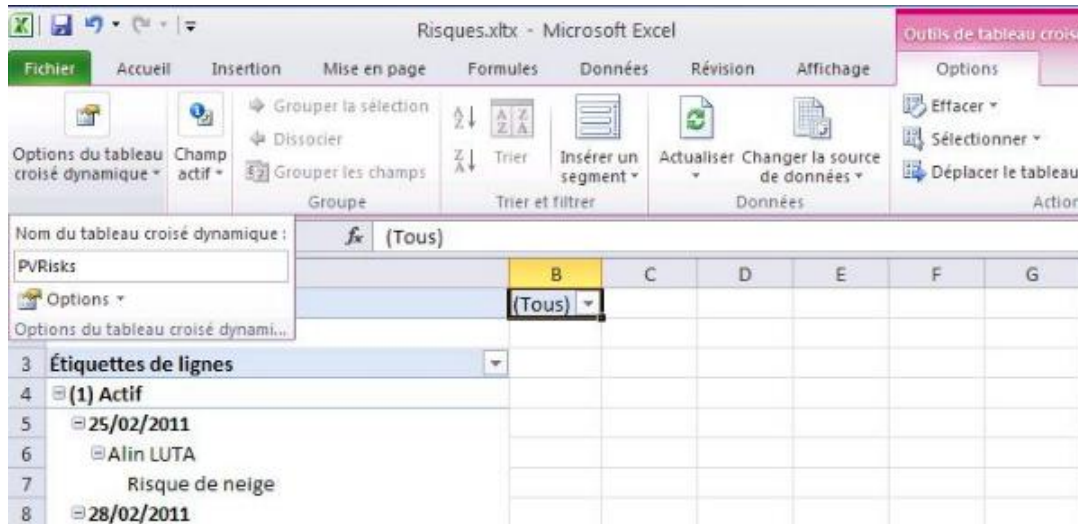 Risques.xltx - Microsoft Excel
Outils de tableau crois
Fichier Accueil Insertion Mise en page Formules Données Révision Affichage Options
Options du tableau croisé dynamique
Champ actif
Grouper la sélection
Dissocier
Grouper les champs
Groupe
Trier
Insérer un segment
Trier et filtrer
Actualiser
Changer la source de données
Données
Effacer
Sélectionner
Déplacer le tableau
Action
Nom du tableau croisé dynamique :
PVRisks
Options
Options du tableau croisé dynami...
fx (Tous)
B C D E F G
(Tous)
3 Étiquettes de lignes
4 (1) Actif
5 25/02/2011
6 Alin LUTA
7 Risque de neige
8 28/02/2011